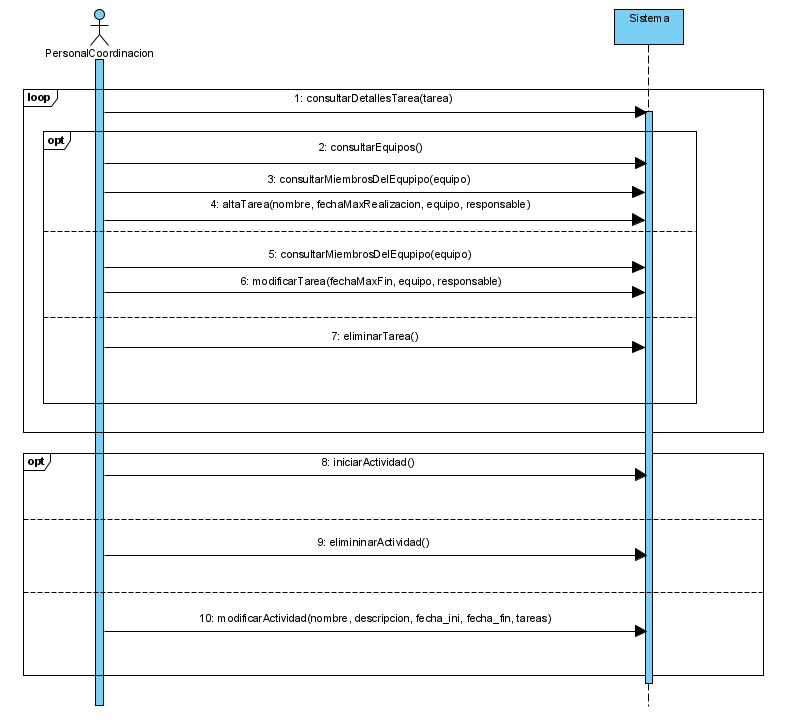 PersonalCoordinacion
Sistema
loop
1: consultarDetallesTarea(tarea)
opt
2: consultarEquipos()
3: consultarMiembrosDelEqupipo(equipo)
4: altaTarea(nombre, fechaMaxRealizacion, equipo, responsable)
5: consultarMiembrosDelEqupipo(equipo)
6: modificarTarea(fechaMaxFin, equipo, responsable)
7: eliminarTarea()
opt
8: iniciarActividad()
9: elimininarActividad()
10: modificarActividad(nombre, descripcion, fecha_ini, fecha_fin, tareas)